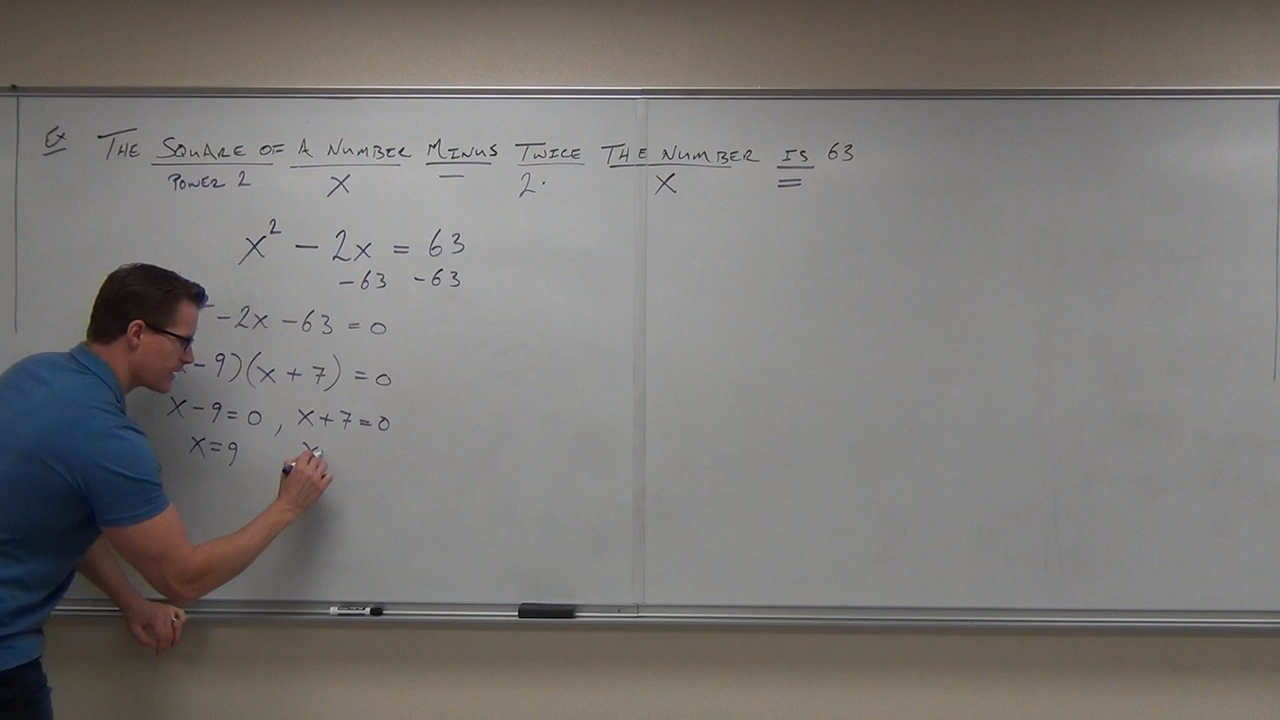 Ex THE SQUARE OF A NUMBER MINUS TWICE THE NUMBER IS 63
POWER 2 X — 2· X =
x² - 2x = 63
-63 -63
- 2x - 63 = 0
- 9)(x + 7) = 0
x - 9 = 0 , x + 7 = 0
x = 9 x